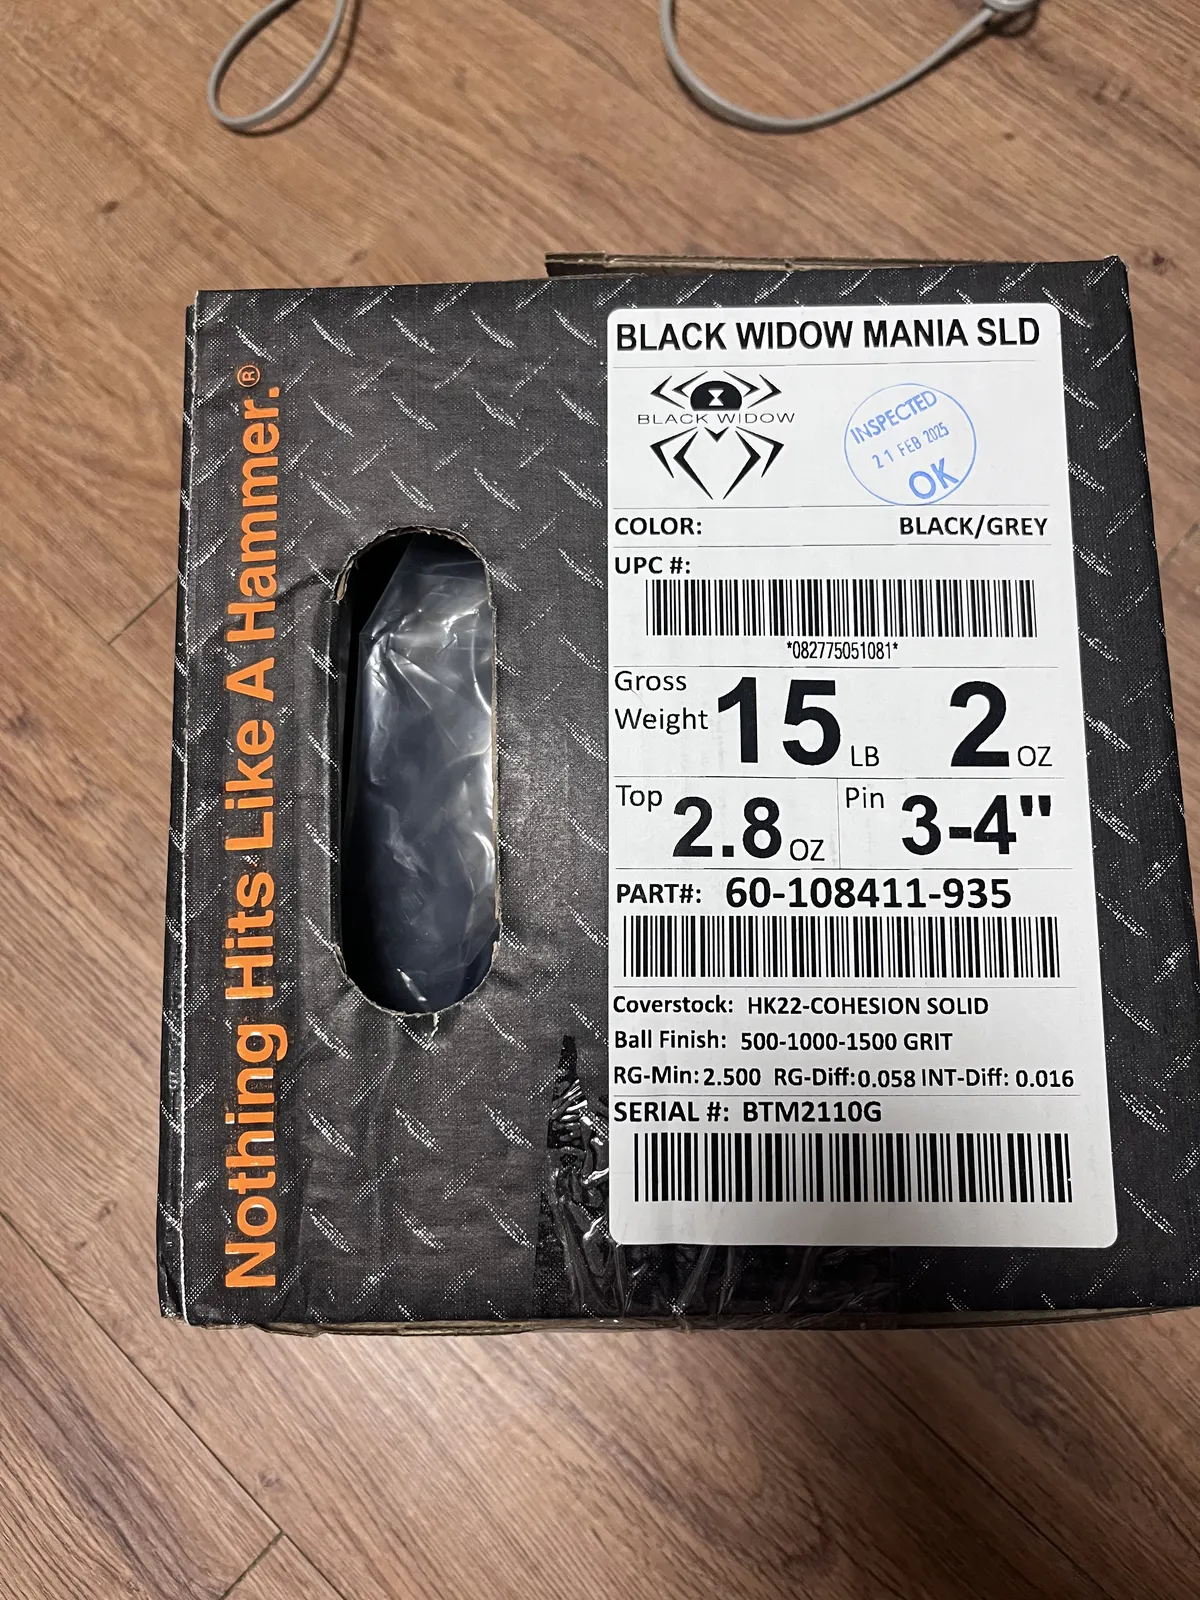 Nothing Hits Like A Hammer.®
BLACK WIDOW MANIA SLD
BLACK WIDOW
INSPECTED
21 FEB 2025
OK
COLOR: BLACK/GREY
UPC #:
*082775051081*
Gross Weight 15 LB 2 OZ
Top 2.8 OZ Pin 3-4"
PART#: 60-108411-935
Coverstock: HK22-COHESION SOLID
Ball Finish: 500-1000-1500 GRIT
RG-Min: 2.500 RG-Diff: 0.058 INT-Diff: 0.016
SERIAL #: BTM2110G